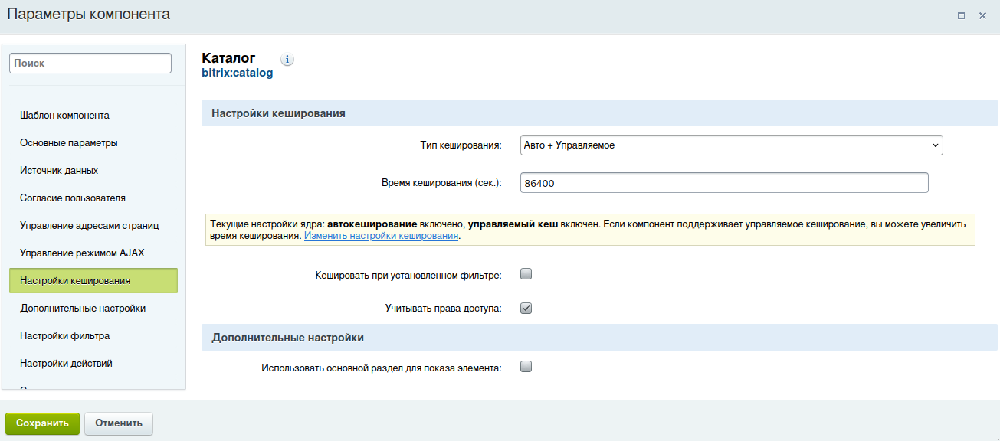 Параметры компонента
Поиск
Шаблон компонента
Основные параметры
Источник данных
Согласие пользователя
Управление адресами страниц
Управление режимом AJAX
Настройки кеширования
Дополнительные настройки
Настройки фильтра
Настройки действий
Каталог
bitrix:catalog
Настройки кеширования
Тип кеширования: Авто + Управляемое
Время кеширования (сек.): 86400
Текущие настройки ядра: автокеширование включено, управляемый кеш включен. Если компонент поддерживает управляемое кеширование, вы можете увеличить
время кеширования. Изменить настройки кеширования.
Кешировать при установленном фильтре:
Учитывать права доступа:
Дополнительные настройки
Использовать основной раздел для показа элемента:
Сохранить Отменить